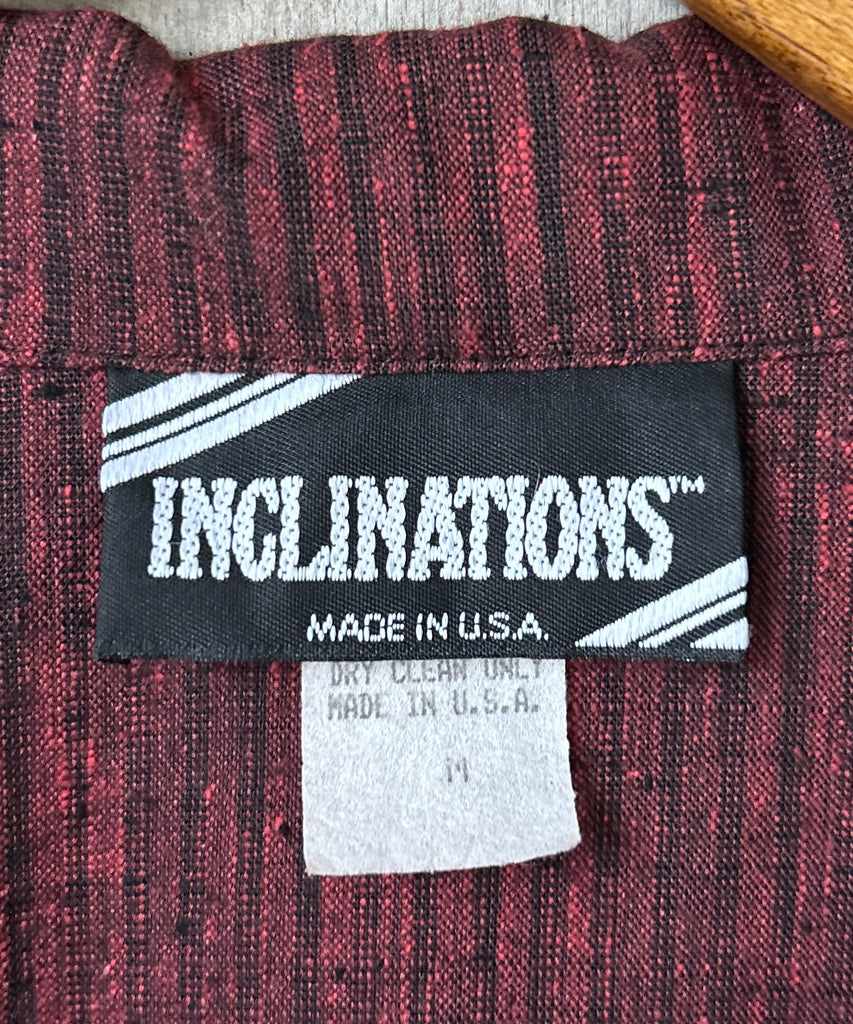 INCLINATIONS™
MADE IN U.S.A.
DRY CLEAN ONLY
MADE IN U.S.A.
M